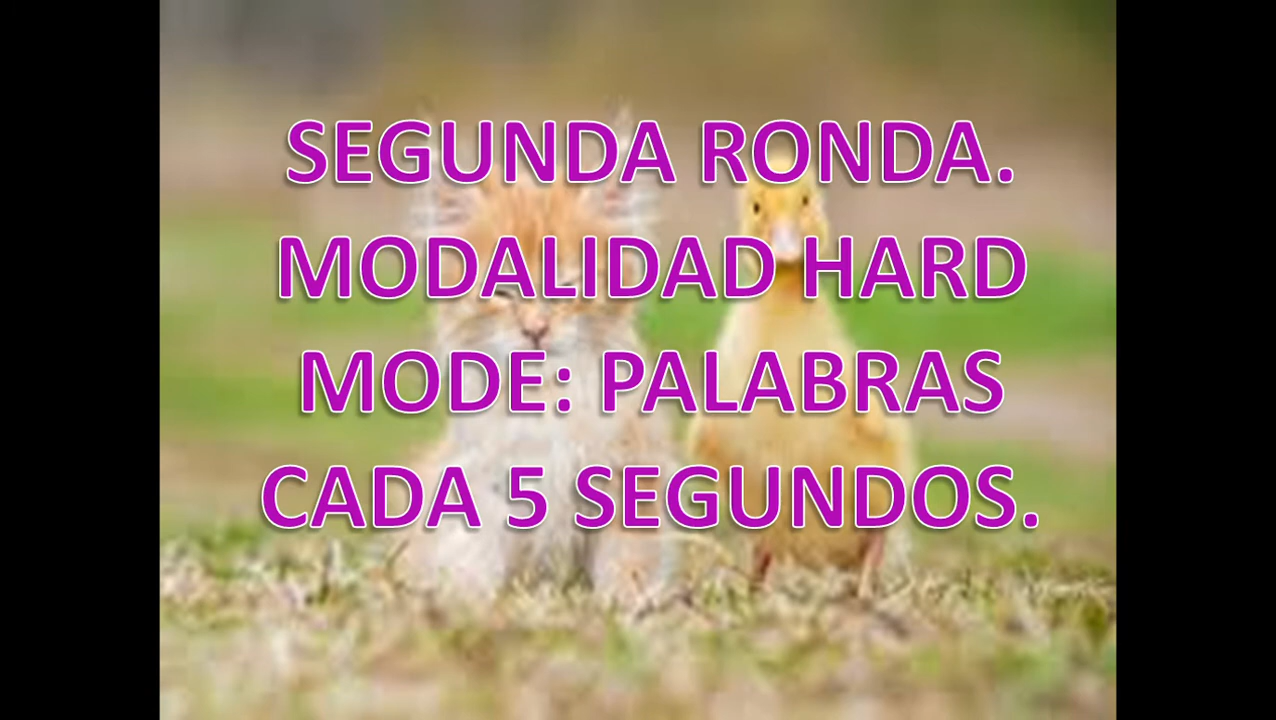 SEGUNDA RONDA.
MODALIDAD HARD
MODE: PALABRAS
CADA 5 SEGUNDOS.